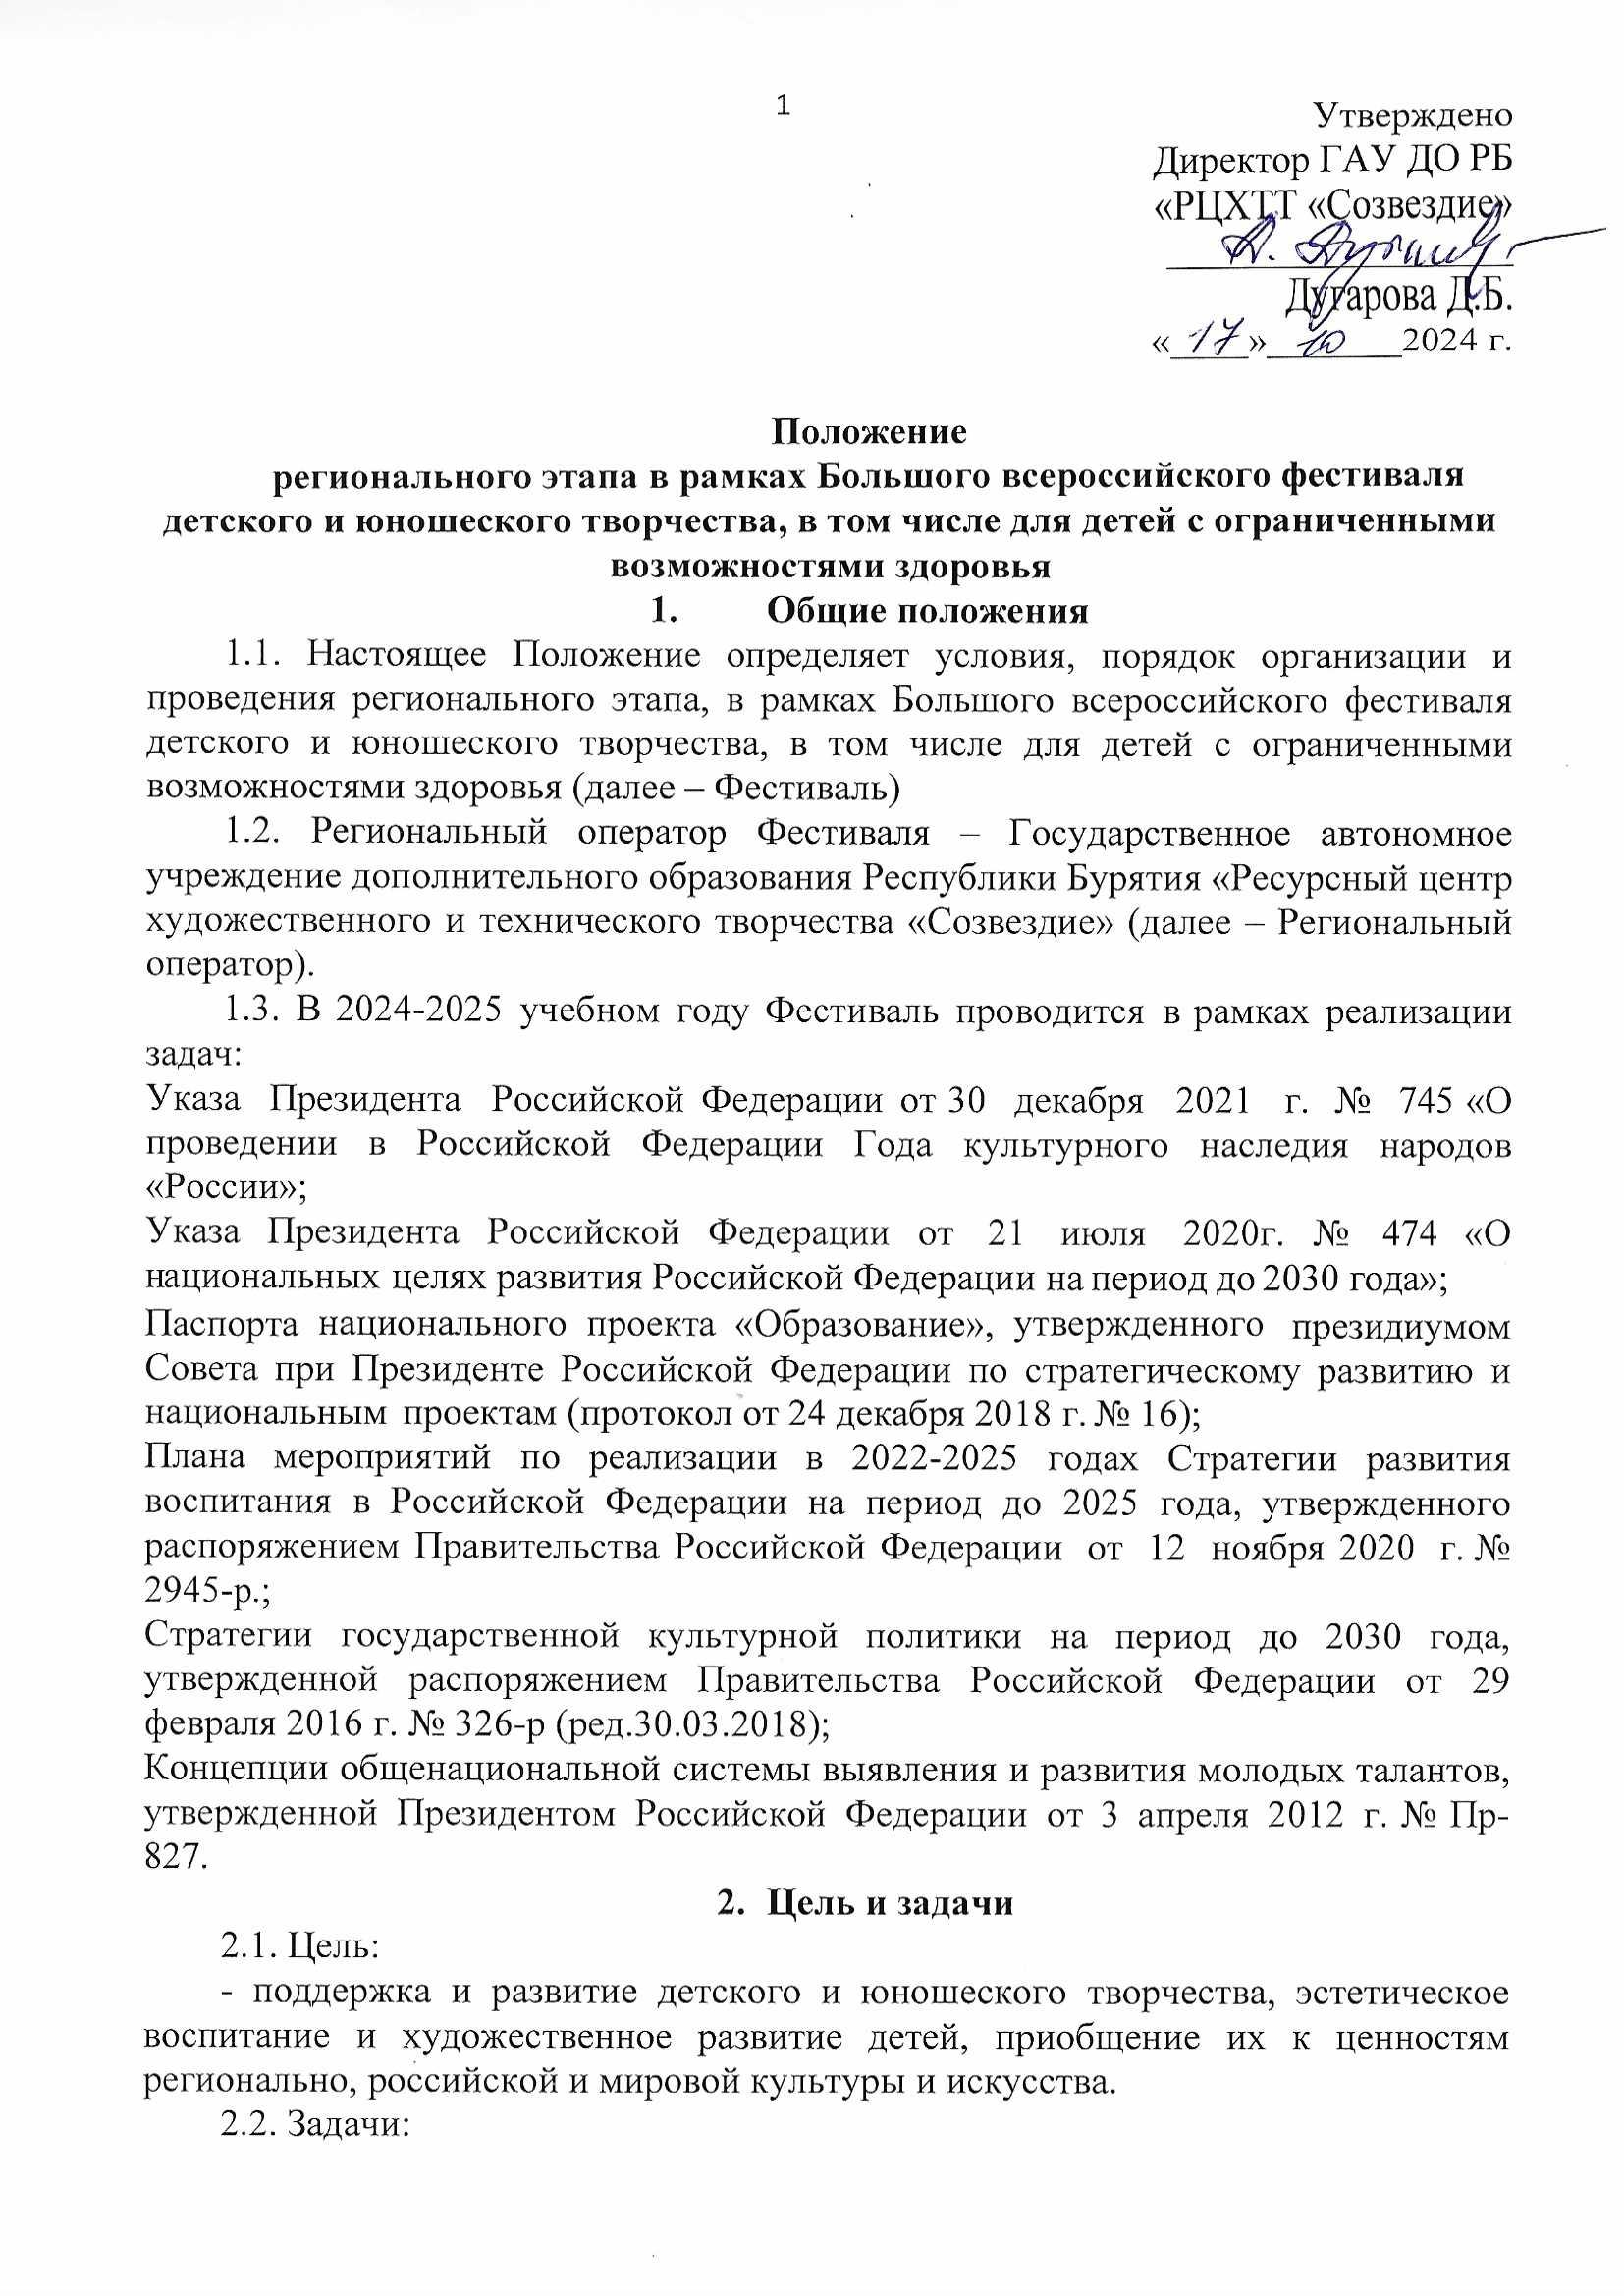 1
Утверждено
Директор ГАУ ДО РБ
«РЦХТТ «Созвездие»
Дугарова Д.Б.
«17» 10 2024 г.
Положение
регионального этапа в рамках Большого всероссийского фестиваля
детского и юношеского творчества, в том числе для детей с ограниченными
возможностями здоровья
1. Общие положения
1.1. Настоящее Положение определяет условия, порядок организации и
проведения регионального этапа, в рамках Большого всероссийского фестиваля
детского и юношеского творчества, в том числе для детей с ограниченными
возможностями здоровья (далее – Фестиваль)
1.2. Региональный оператор Фестиваля – Государственное автономное
учреждение дополнительного образования Республики Бурятия «Ресурсный центр
художественного и технического творчества «Созвездие» (далее – Региональный
оператор).
1.3. В 2024-2025 учебном году Фестиваль проводится в рамках реализации
задач:
Указа Президента Российской Федерации от 30 декабря 2021 г. № 745 «О
проведении в Российской Федерации Года культурного наследия народов
«России»;
Указа Президента Российской Федерации от 21 июля 2020г. № 474 «О
национальных целях развития Российской Федерации на период до 2030 года»;
Паспорта национального проекта «Образование», утвержденного президиумом
Совета при Президенте Российской Федерации по стратегическому развитию и
национальным проектам (протокол от 24 декабря 2018 г. № 16);
Плана мероприятий по реализации в 2022-2025 годах Стратегии развития
воспитания в Российской Федерации на период до 2025 года, утвержденного
распоряжением Правительства Российской Федерации от 12 ноября 2020 г. №
2945-р.;
Стратегии государственной культурной политики на период до 2030 года,
утвержденной распоряжением Правительства Российской Федерации от 29
февраля 2016 г. № 326-р (ред.30.03.2018);
Концепции общенациональной системы выявления и развития молодых талантов,
утвержденной Президентом Российской Федерации от 3 апреля 2012 г. № Пр-
827.
2. Цель и задачи
2.1. Цель:
- поддержка и развитие детского и юношеского творчества, эстетическое
воспитание и художественное развитие детей, приобщение их к ценностям
регионально, российской и мировой культуры и искусства.
2.2. Задачи: